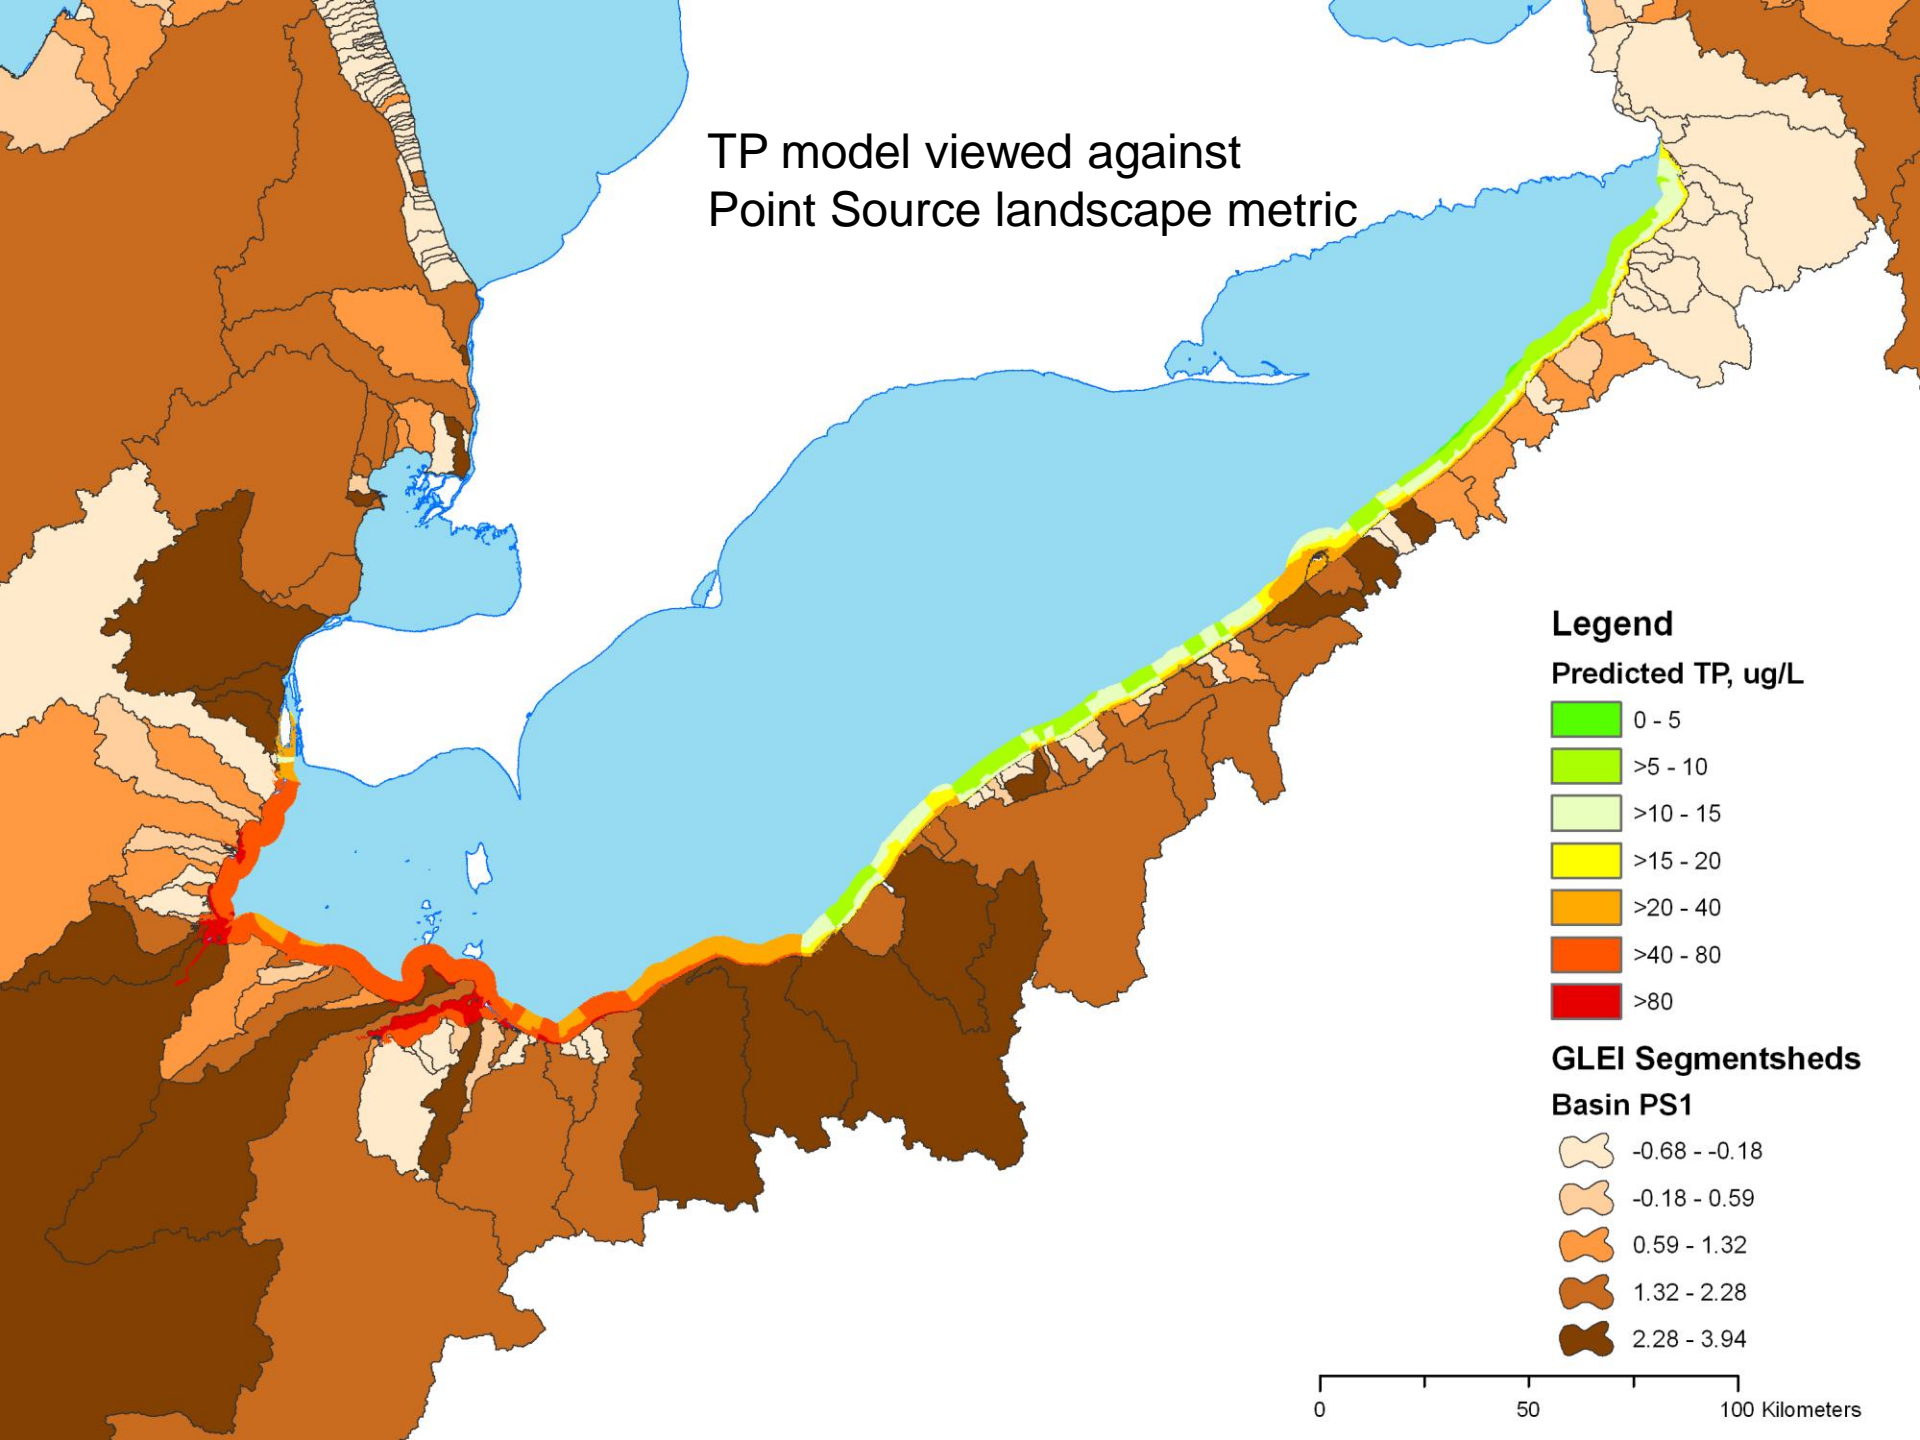 TP model viewed against
Point Source landscape metric
Legend
Predicted TP, ug/L
0 - 5
>5 - 10
>10 - 15
>15 - 20
>20 - 40
>40 - 80
>80
GLEI Segmentsheds
Basin PS1
-0.68 - -0.18
-0.18 - 0.59
0.59 - 1.32
1.32 - 2.28
2.28 - 3.94
0 50 100 Kilometers